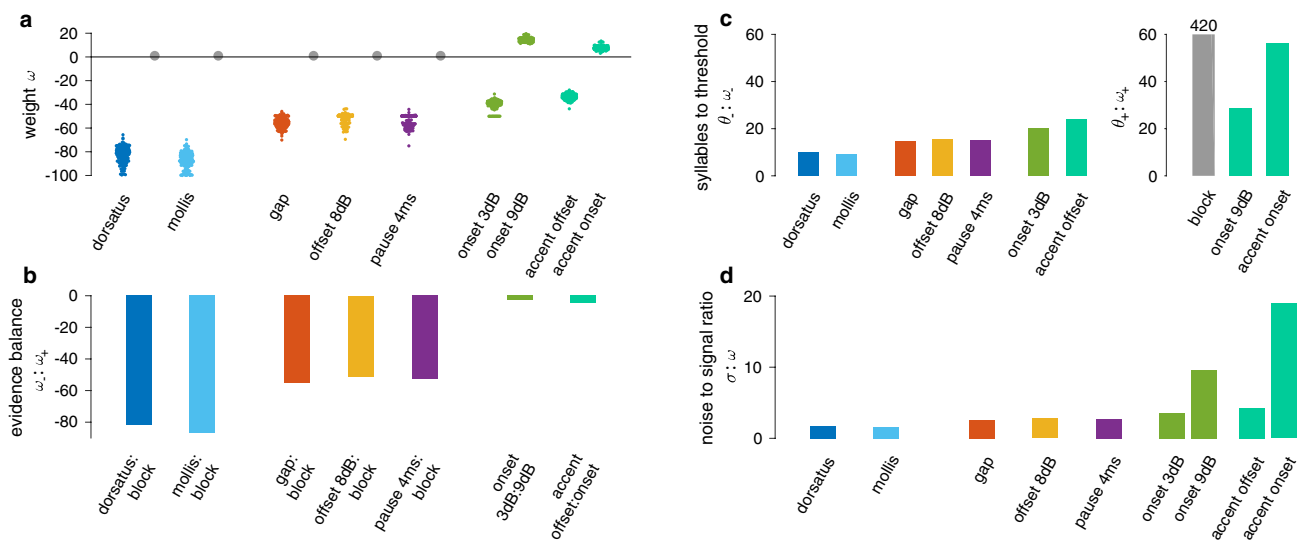 a
20
0
-20
-40
-60
-80
-100
weight ω
dorsatus
mollis
gap
offset 8dB
pause 4ms
onset 3dB
onset 9dB
accent offset
accent onset
b
0
-20
-40
-60
-80
evidence balance
ω-: ω+
dorsatus:
block
mollis:
block
gap:
block
offset 8dB:
block
pause 4ms:
block
onset
3dB:9dB
accent
offset:onset
c
60
40
20
0
syllables to threshold
θ-: ω-
dorsatus
mollis
gap
offset 8dB
pause 4ms
onset 3dB
accent offset
420
60
40
20
0
θ+: ω+
block
onset 9dB
accent onset
d
20
10
0
noise to signal ratio
σ: ω
dorsatus
mollis
gap
offset 8dB
pause 4ms
onset 3dB
onset 9dB
accent offset
accent onset